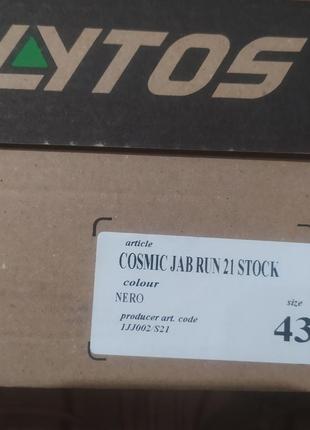 LYTOS
article
COSMIC JAB RUN 21 STOCK
colour
NERO
size
producer art. code
1JJ002/S21
43